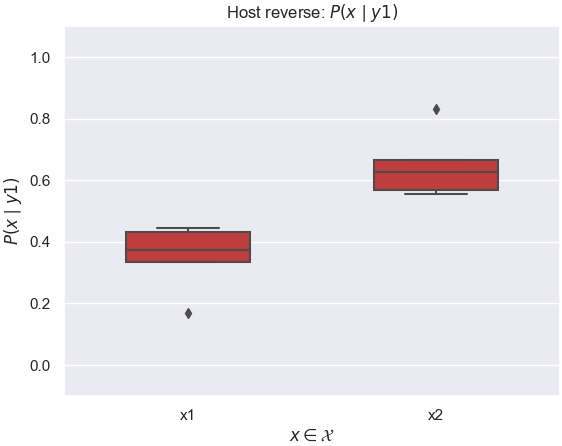 Host reverse: P(x | y1)
P(x | y1)
1.0
0.8
0.6
0.4
0.2
0.0
x1 x2
x ∈ 𝒳